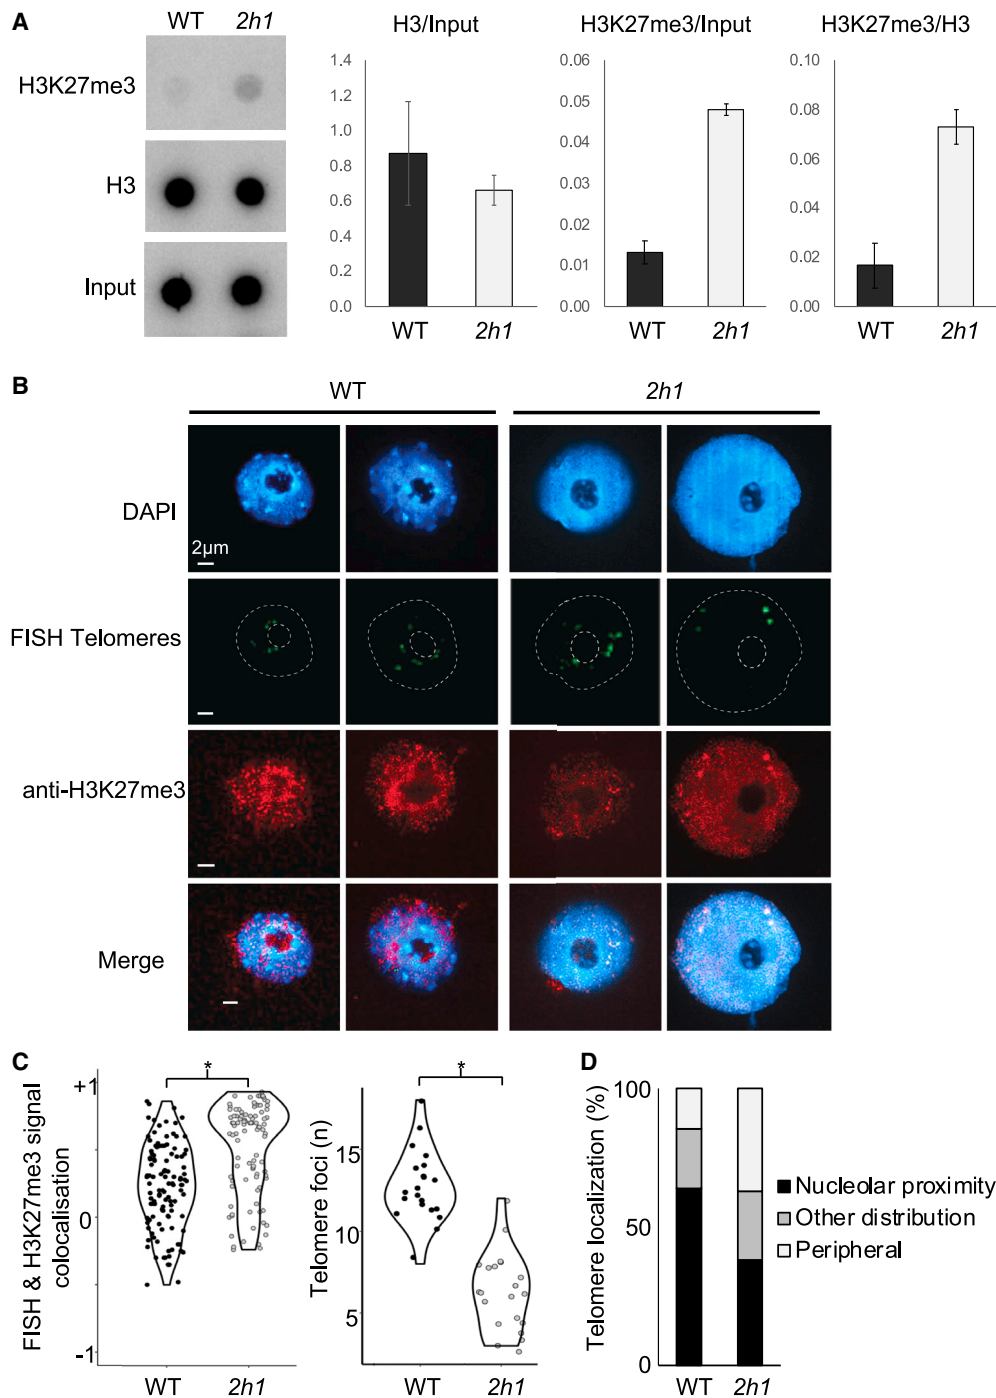 A
WT 2h1
H3K27me3
H3
Input
H3/Input
1.4
1.2
1.0
0.8
0.6
0.4
0.2
0.0
WT 2h1
H3K27me3/Input
0.06
0.05
0.04
0.03
0.02
0.01
0.00
WT 2h1
H3K27me3/H3
0.10
0.08
0.06
0.04
0.02
0.00
WT 2h1
B
WT 2h1
DAPI
2µm
FISH Telomeres
anti-H3K27me3
Merge
C
FISH & H3K27me3 signal
colocalisation
+1
0
-1
*
WT 2h1
Telomere foci (n)
15
10
5
*
WT 2h1
D
Telomere localization (%)
100
50
0
WT 2h1
Nucleolar proximity
Other distribution
Peripheral